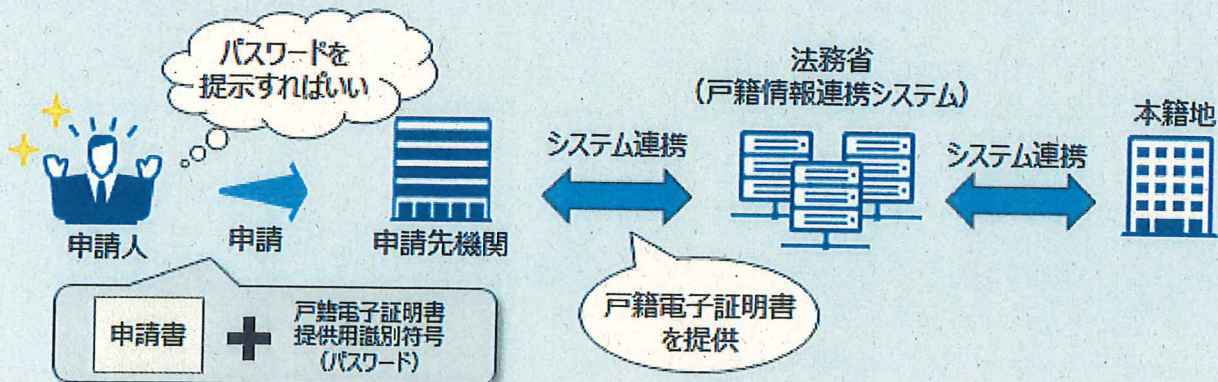 パスワードを
提示すればいい
法務省
(戸籍情報連携システム)
本籍地
システム連携
システム連携
申請人
申請
申請先機関
申請書
戸籍電子証明書
提供用識別符号
(パスワード)
戸籍電子証明書
を提供